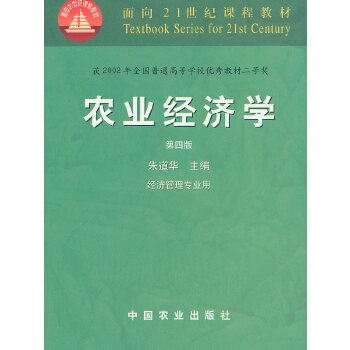 面向21世纪课程教材
Textbook Series for 21st Century
获2002年全国普通高等学校优秀教材二等奖
农业经济学
第四版
朱道华 主编
经济管理专业用
中国农业出版社